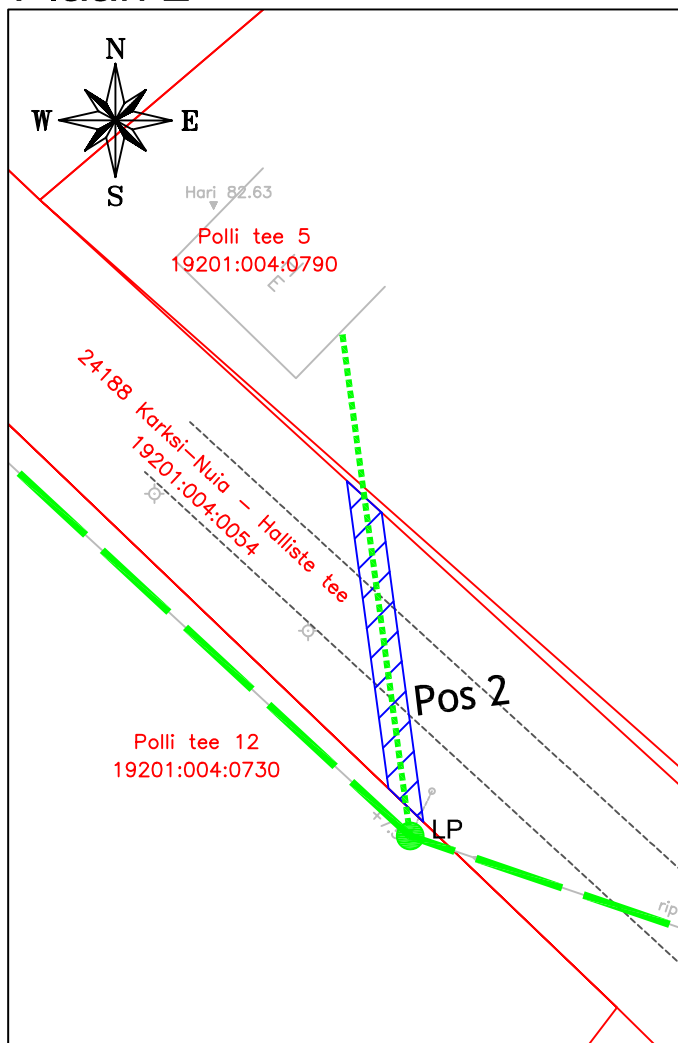 N
W E
S
Hari 82.63
Polli tee 5
19201:004:0790
E
24188 Karksi-Nuia - Halliste tee
19201:004:0054
Pos 2
Polli tee 12
19201:004:0730
LP
rip